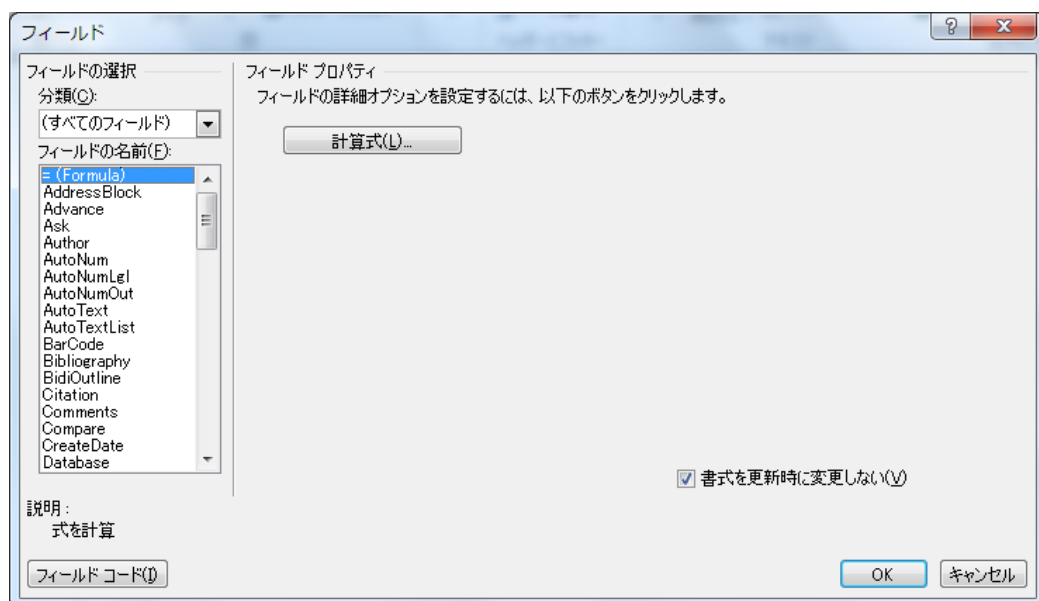 フィールド
フィールドの選択
分類(C):
(すべてのフィールド)
フィールドの名前(F):
= (Formula)
AddressBlock
Advance
Ask
Author
AutoNum
AutoNumLgl
AutoNumOut
AutoText
AutoTextList
BarCode
Bibliography
BidiOutline
Citation
Comments
Compare
CreateDate
Database
フィールド プロパティ
フィールドの詳細オプションを設定するには、以下のボタンをクリックします。
計算式(L)...
書式を更新時に変更しない(V)
説明:
式を計算
フィールド コード(I)
OK
キャンセル